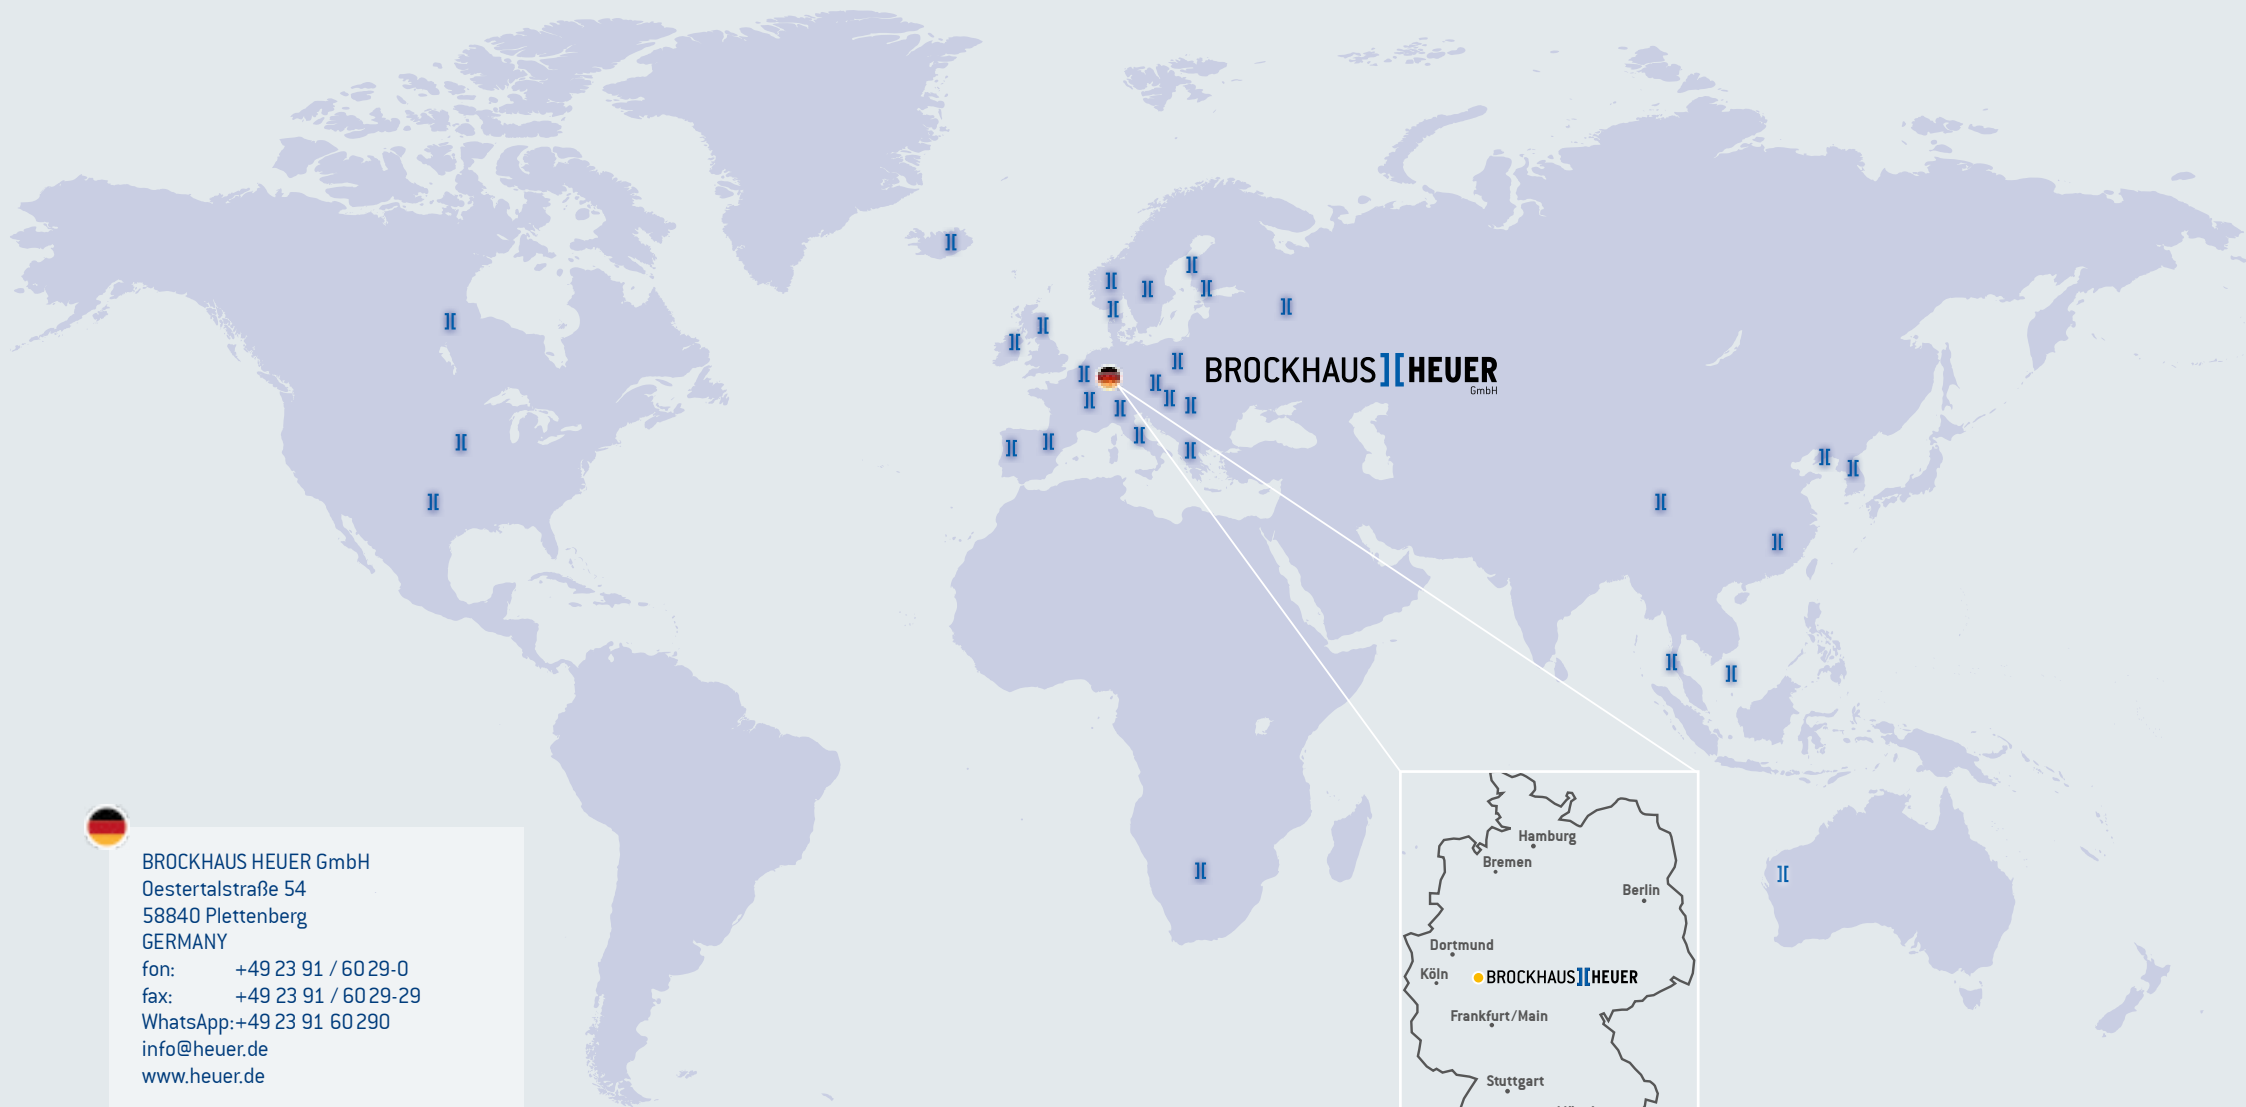 BROCKHAUS][HEUER
GmbH
Hamburg
Bremen
Berlin
Dortmund
Köln
BROCKHAUS][HEUER
Frankfurt/Main
Stuttgart
BROCKHAUS HEUER GmbH
Oestertalstraße 54
58840 Plettenberg
GERMANY
fon: +49 23 91 / 60 29-0
fax: +49 23 91 / 60 29-29
WhatsApp:+49 23 91 60 290
info@heuer.de
www.heuer.de